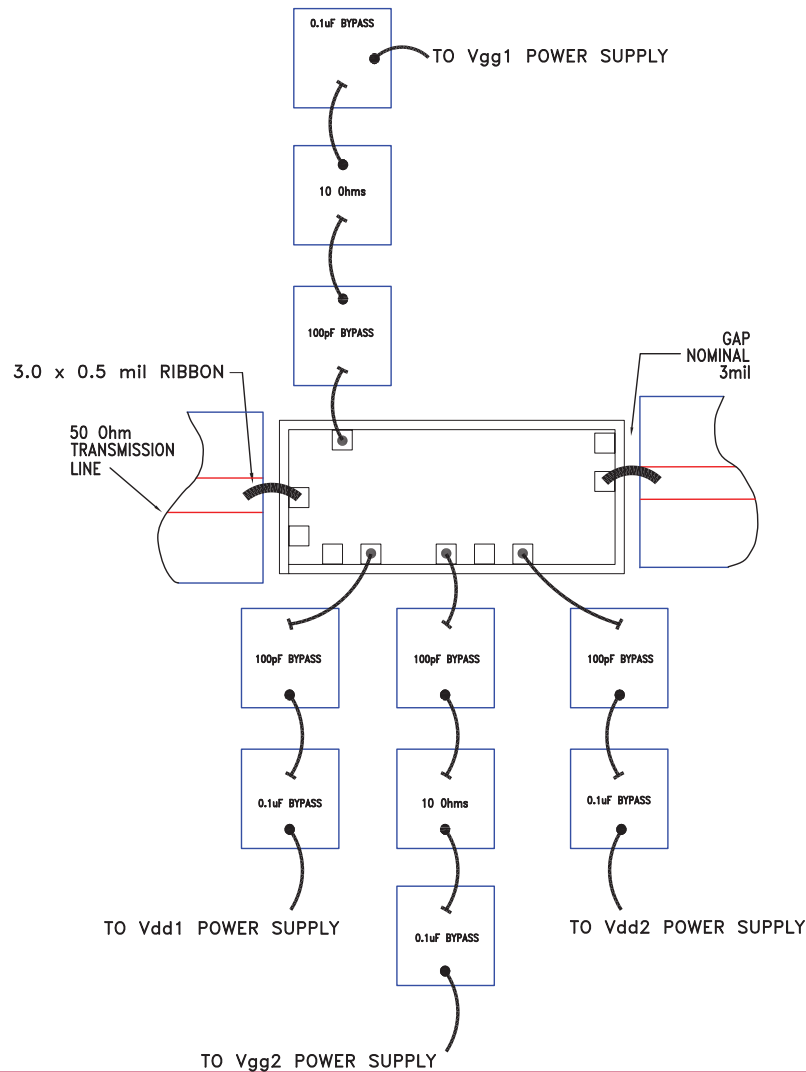 0.1uF BYPASS
TO Vgg1 POWER SUPPLY
10 Ohms
100pF BYPASS
GAP
NOMINAL
3mil
3.0 x 0.5 mil RIBBON
50 Ohm
TRANSMISSION
LINE
100pF BYPASS
100pF BYPASS
100pF BYPASS
0.1uF BYPASS
10 Ohms
0.1uF BYPASS
TO Vdd1 POWER SUPPLY
0.1uF BYPASS
TO Vdd2 POWER SUPPLY
TO Vgg2 POWER SUPPLY